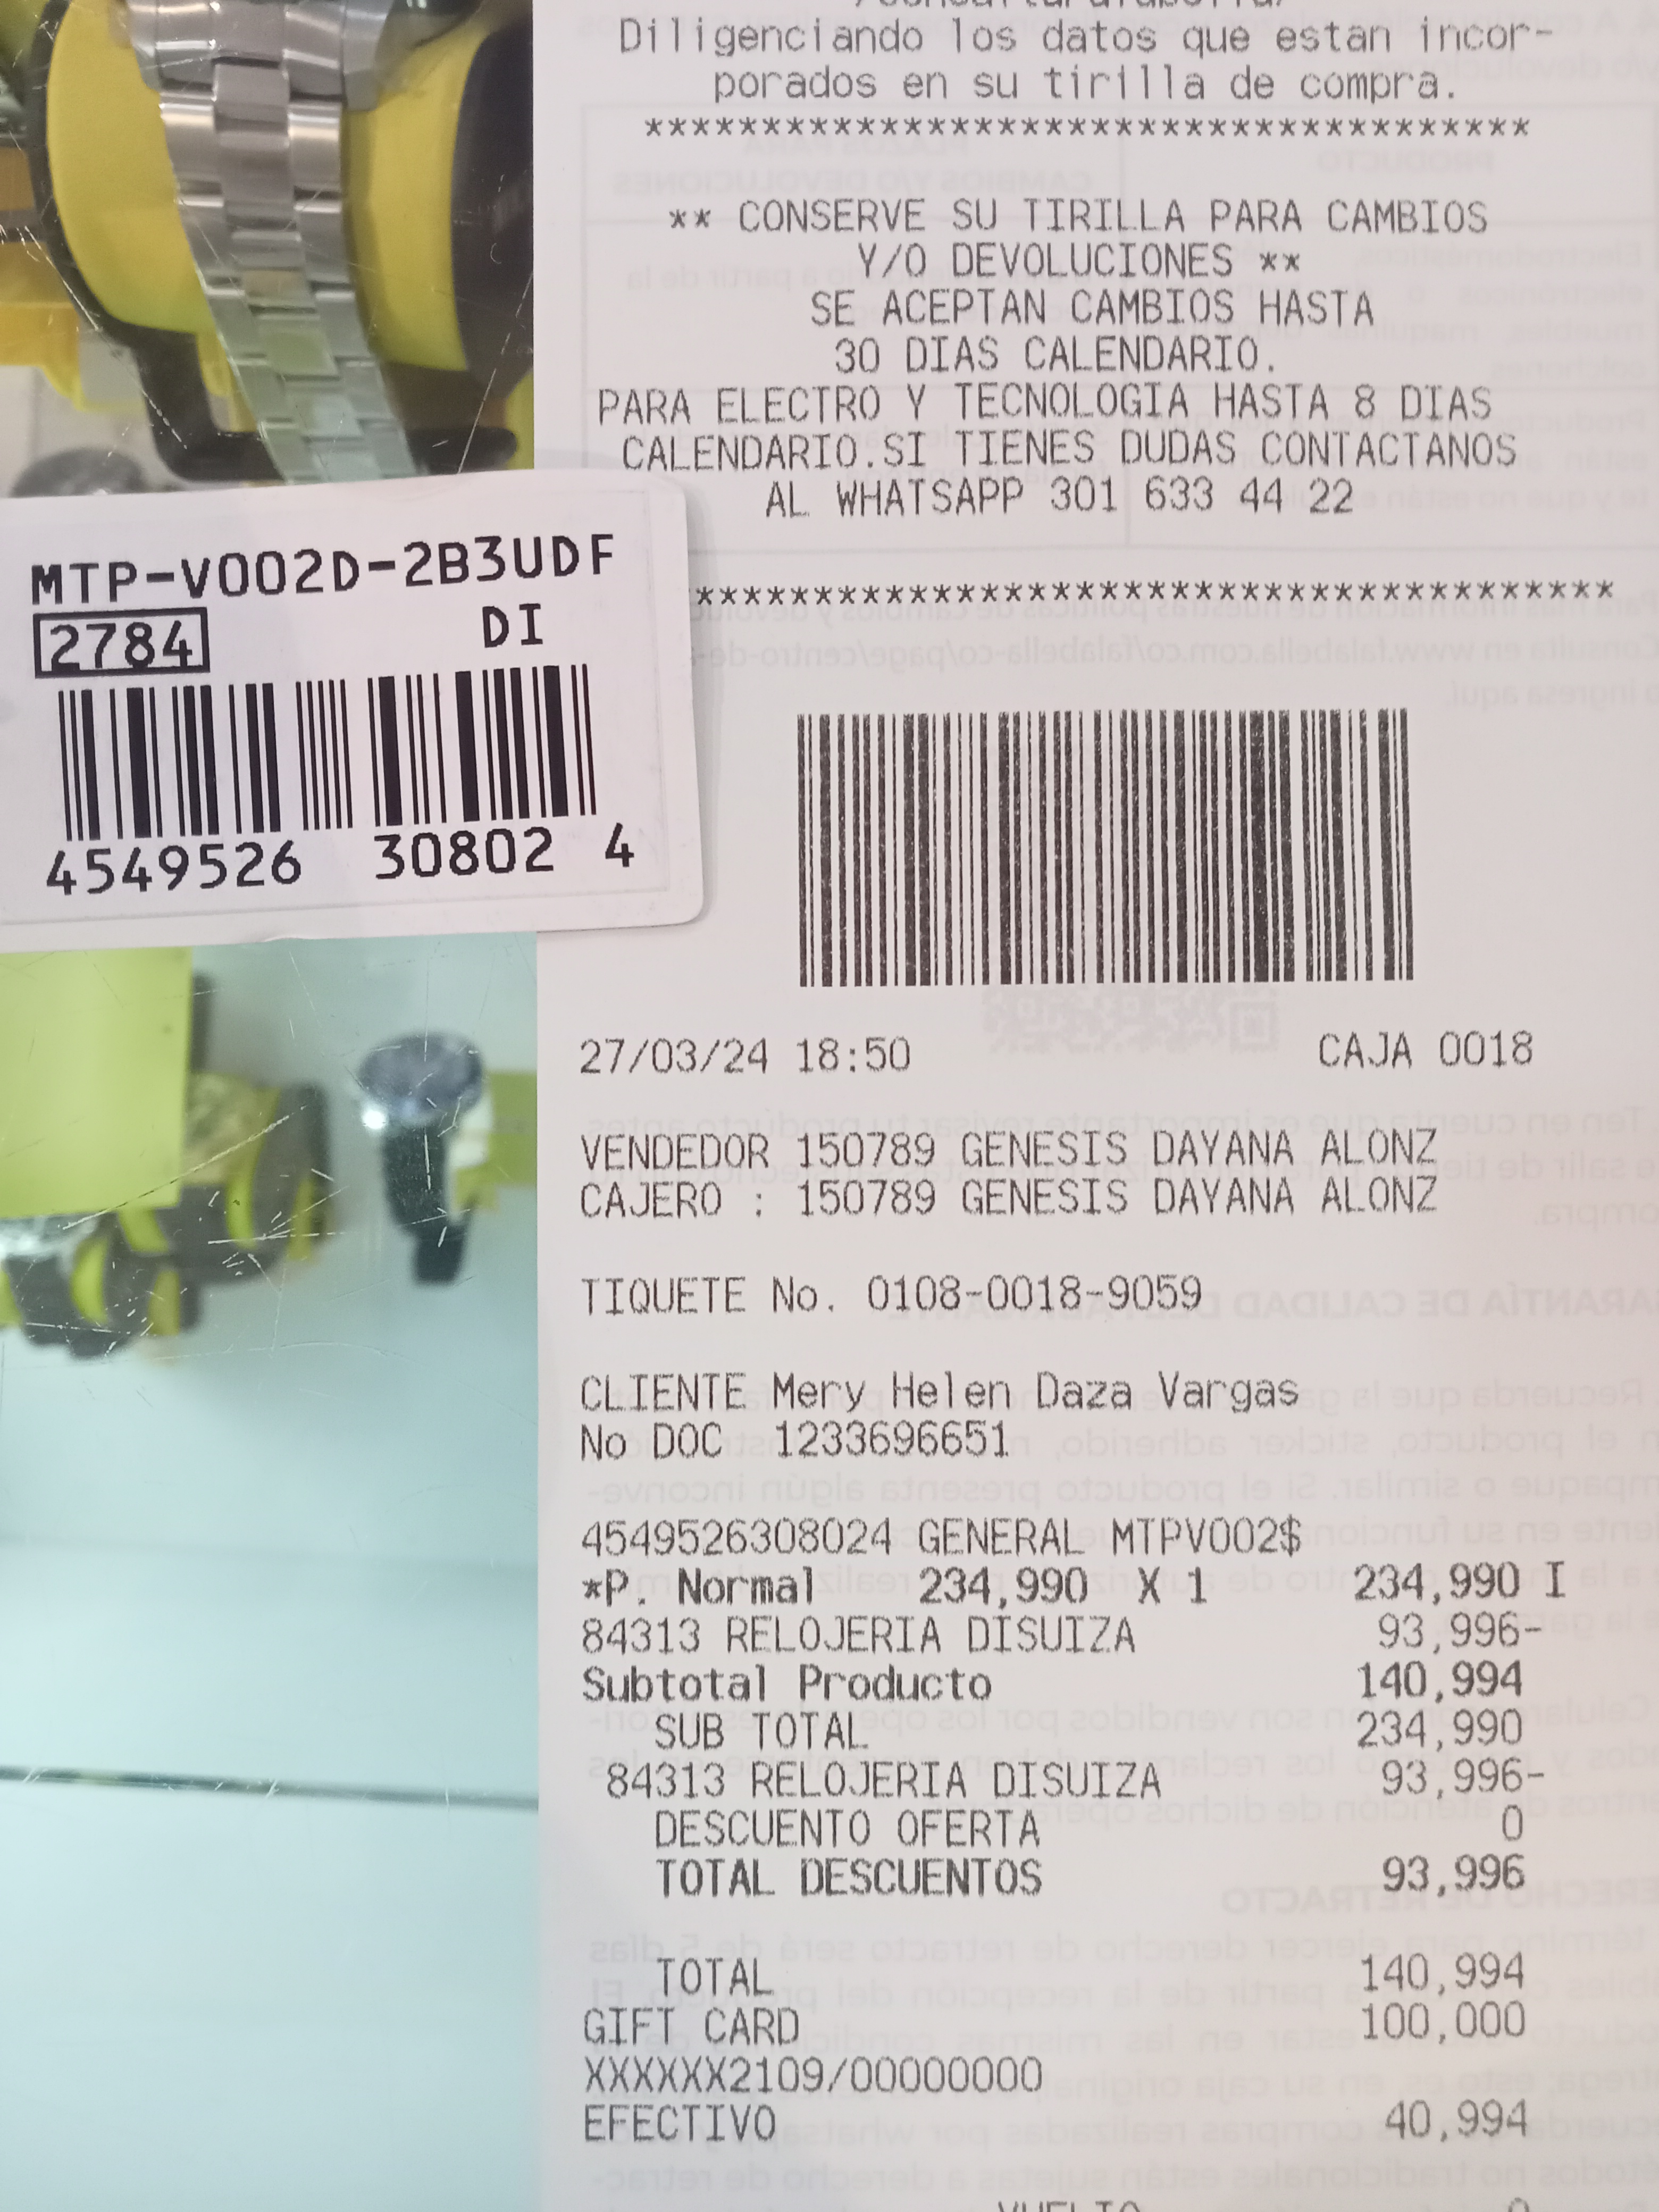 Diligenciando los datos que estan incor-
porados en su tirilla de compra.
**************************************
** CONSERVE SU TIRILLA PARA CAMBIOS
Y/O DEVOLUCIONES **
SE ACEPTAN CAMBIOS HASTA
30 DIAS CALENDARIO.
PARA ELECTRO Y TECNOLOGIA HASTA 8 DIAS
CALENDARIO.SI TIENES DUDAS CONTACTANOS
AL WHATSAPP 301 633 44 22
***************************************
MTP-V002D-2B3UDF
2784 DI
4549526 30802 4
27/03/24 18:50 CAJA 0018
VENDEDOR 150789 GENESIS DAYANA ALONZ
CAJERO : 150789 GENESIS DAYANA ALONZ
TIQUETE No. 0108-0018-9059
CLIENTE Mery Helen Daza Vargas
No DOC 1233696651
4549526308024 GENERAL MTPV002$
*P. Normal 234,990 X 1 234,990 I
84313 RELOJERIA DISUIZA 93,996-
Subtotal Producto 140,994
SUB TOTAL 234,990
84313 RELOJERIA DISUIZA 93,996-
DESCUENTO OFERTA 0
TOTAL DESCUENTOS 93,996
TOTAL 140,994
GIFT CARD 100,000
XXXXXX2109/00000000
EFECTIVO 40,994
VUELTO 0